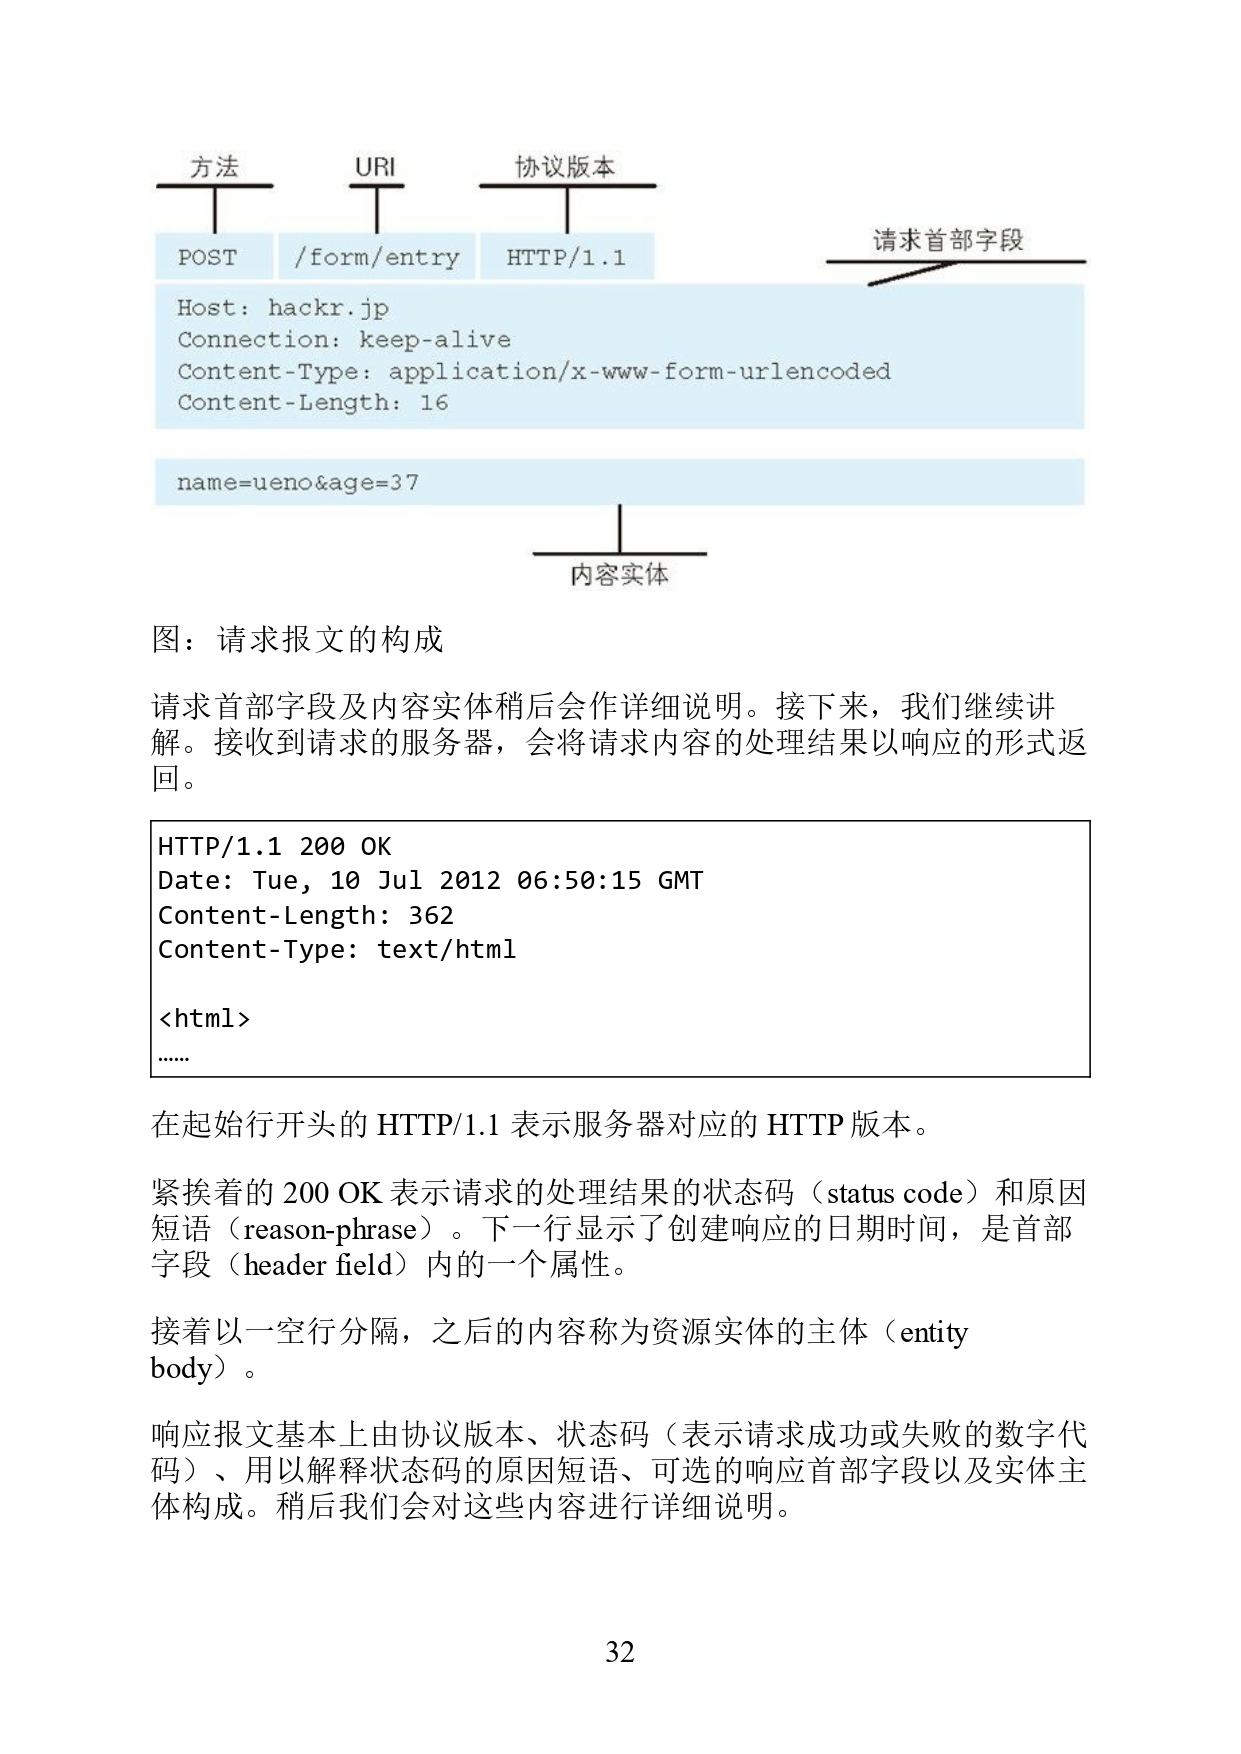 方法 URI 协议版本
请求首部字段
POST /form/entry HTTP/1.1
Host: hackr.jp
Connection: keep-alive
Content-Type: application/x-www-form-urlencoded
Content-Length: 16
name=ueno&age=37
内容实体
图：请求报文的构成
请求首部字段及内容实体稍后会作详细说明。接下来，我们继续讲
解。接收到请求的服务器，会将请求内容的处理结果以响应的形式返
回。
HTTP/1.1 200 OK
Date: Tue, 10 Jul 2012 06:50:15 GMT
Content-Length: 362
Content-Type: text/html
<html>
……
在起始行开头的 HTTP/1.1 表示服务器对应的 HTTP 版本。
紧挨着的 200 OK 表示请求的处理结果的状态码（status code）和原因
短语（reason-phrase）。下一行显示了创建响应的日期时间，是首部
字段（header field）内的一个属性。
接着以一空行分隔，之后的内容称为资源实体的主体（entity
body）。
响应报文基本上由协议版本、状态码（表示请求成功或失败的数字代
码）、用以解释状态码的原因短语、可选的响应首部字段以及实体主
体构成。稍后我们会对这些内容进行详细说明。
32